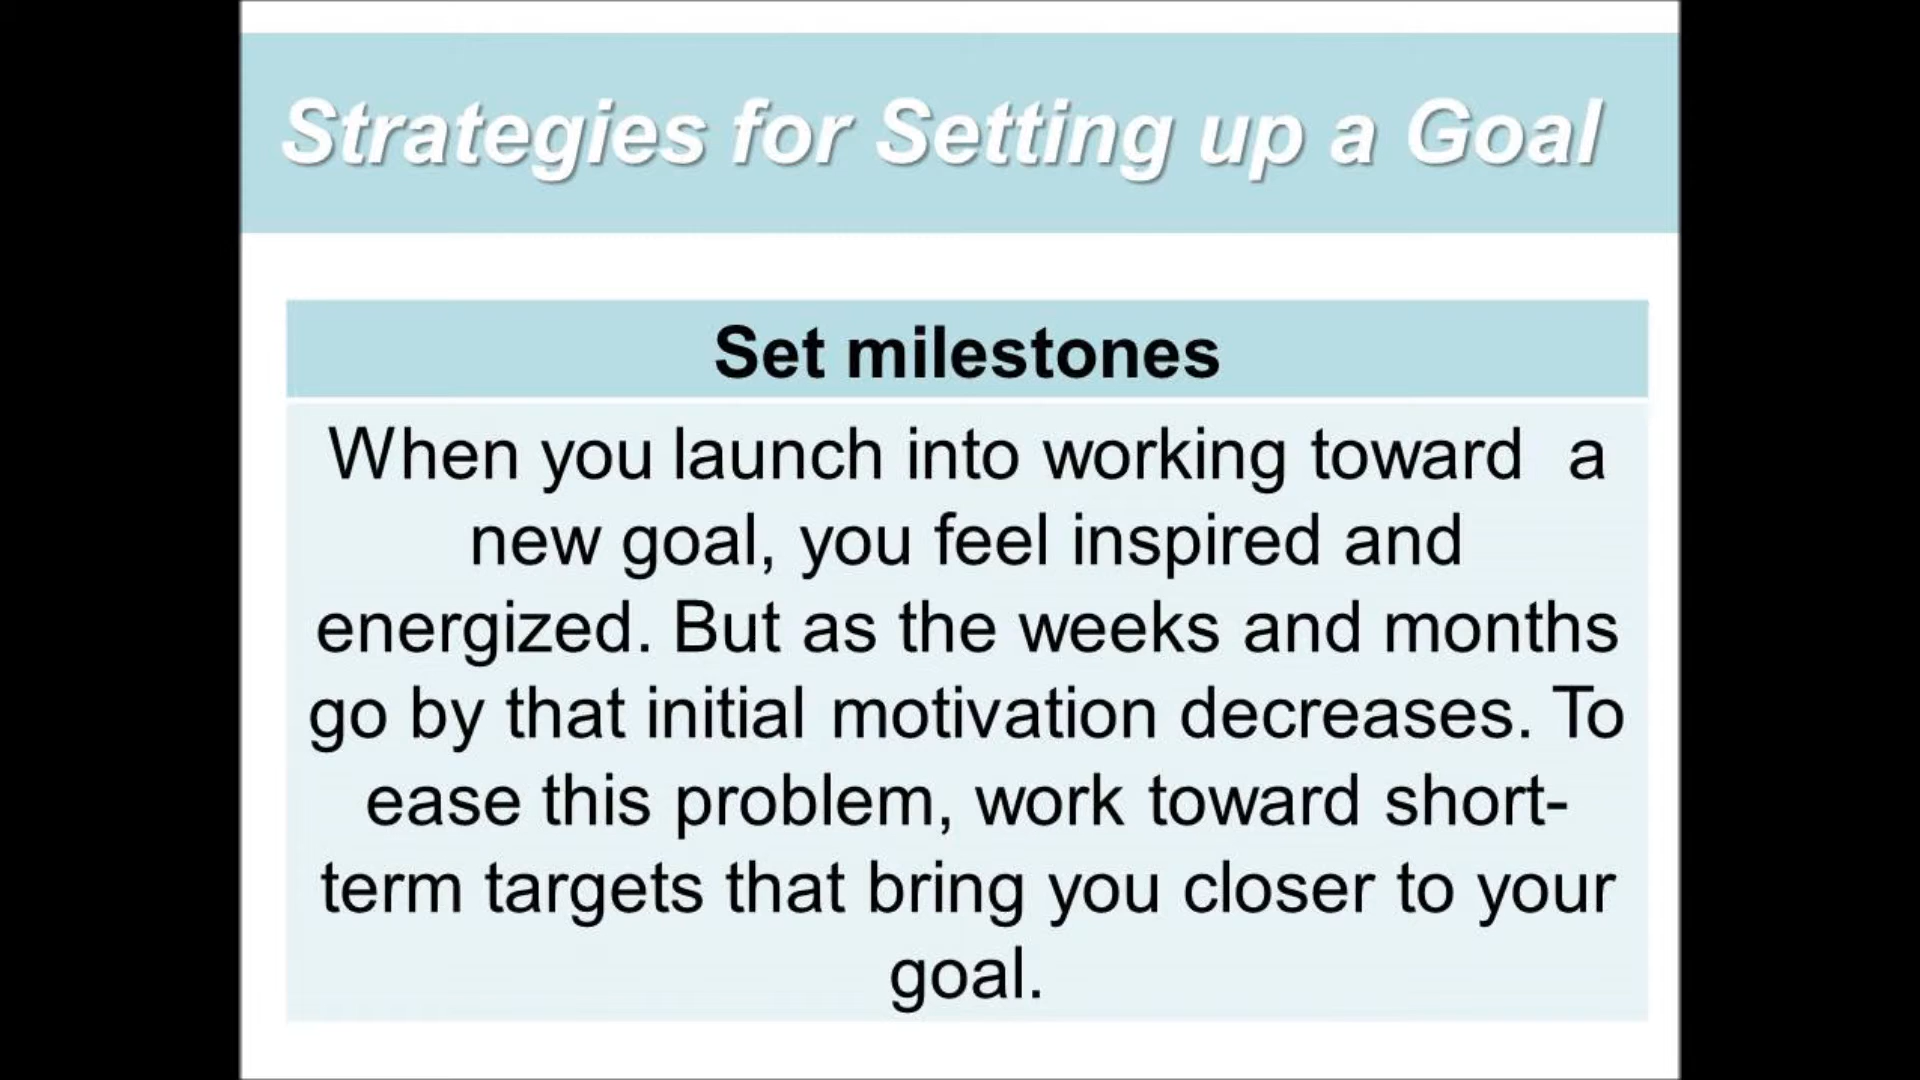 Strategies for Setting up a Goal
Set milestones
When you launch into working toward  a
new goal, you feel inspired and
energized. But as the weeks and months
go by that initial motivation decreases. To
ease this problem, work toward short-
term targets that bring you closer to your
goal.